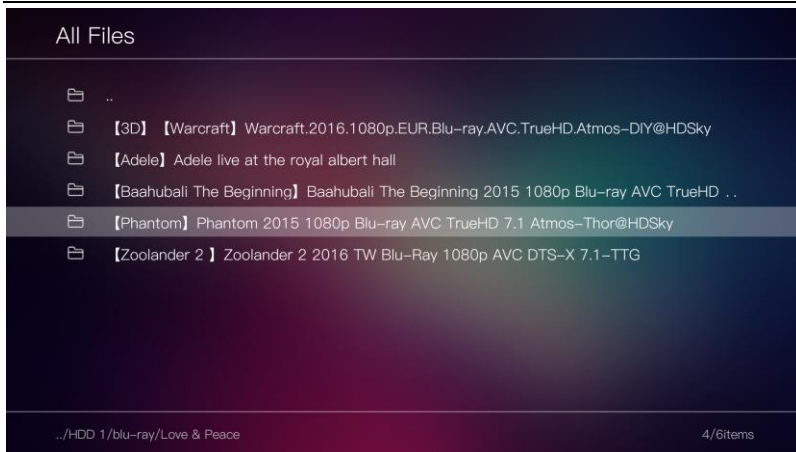 All Files
..
【3D】【Warcraft】Warcraft.2016.1080p.EUR.Blu-ray.AVC.TrueHD.Atmos-DIY@HDSky
【Adele】Adele live at the royal albert hall
【Baahubali The Beginning】Baahubali The Beginning 2015 1080p Blu-ray AVC TrueHD ..
【Phantom】Phantom 2015 1080p Blu-ray AVC TrueHD 7.1 Atmos-Thor@HDSky
【Zoolander 2 】Zoolander 2 2016 TW Blu-Ray 1080p AVC DTS-X 7.1-TTG
../HDD 1/blu-ray/Love & Peace 4/6items